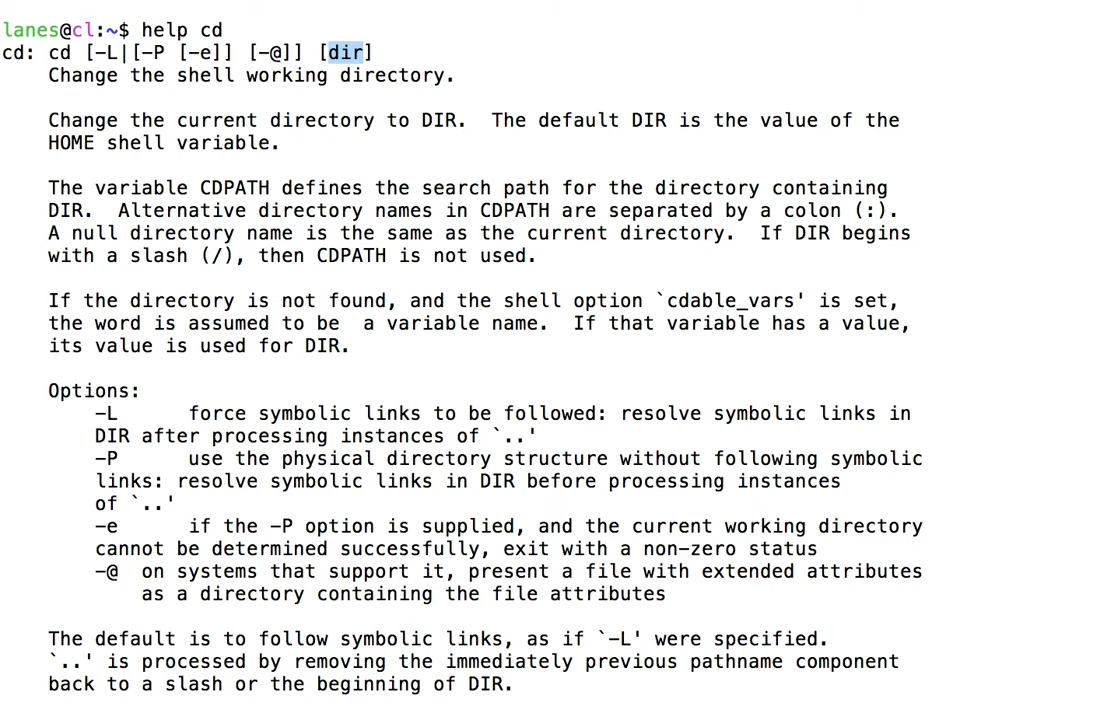 lanes@cl:~$ help cd
cd: cd [-L|[-P [-e]] [-@]] [dir]
    Change the shell working directory.

    Change the current directory to DIR.  The default DIR is the value of the
    HOME shell variable.

    The variable CDPATH defines the search path for the directory containing
    DIR.  Alternative directory names in CDPATH are separated by a colon (:).
    A null directory name is the same as the current directory.  If DIR begins
    with a slash (/), then CDPATH is not used.

    If the directory is not found, and the shell option `cdable_vars' is set,
    the word is assumed to be  a variable name.  If that variable has a value,
    its value is used for DIR.

    Options:
        -L      force symbolic links to be followed: resolve symbolic links in
        DIR after processing instances of `..'
        -P      use the physical directory structure without following symbolic
        links: resolve symbolic links in DIR before processing instances
        of `..'
        -e      if the -P option is supplied, and the current working directory
        cannot be determined successfully, exit with a non-zero status
        -@  on systems that support it, present a file with extended attributes
            as a directory containing the file attributes

    The default is to follow symbolic links, as if `-L' were specified.
    `..' is processed by removing the immediately previous pathname component
    back to a slash or the beginning of DIR.